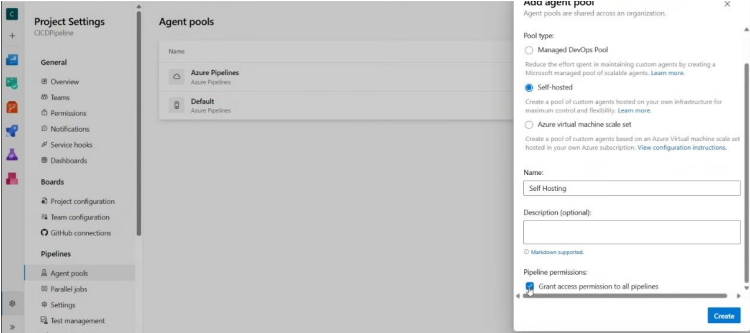 C
Project Settings
CICDPipeline
General
Overview
Teams
Permissions
Notifications
Service hooks
Dashboards
Boards
Project configuration
Team configuration
GitHub connections
Pipelines
Agent pools
Parallel jobs
Settings
Test management
Agent pools
Name
Azure Pipelines
Azure Pipelines
Default
Azure Pipelines
Add agent pool
Agent pools are shared across an organization.
Pool type:
Managed DevOps Pool
Reduce the effort spent in maintaining custom agents by creating a
Microsoft managed pool of scalable agents. Learn more.
Self-hosted
Create a pool of custom agents hosted on your own infrastructure for
maximum control and flexibility. Learn more.
Azure virtual machine scale set
Create a pool of custom agents based on an Azure Virtual machine scale set
hosted in your own Azure subscription. View configuration instructions.
Name:
Self Hosting
Description (optional):
Markdown supported.
Pipeline permissions:
Grant access permission to all pipelines
Create